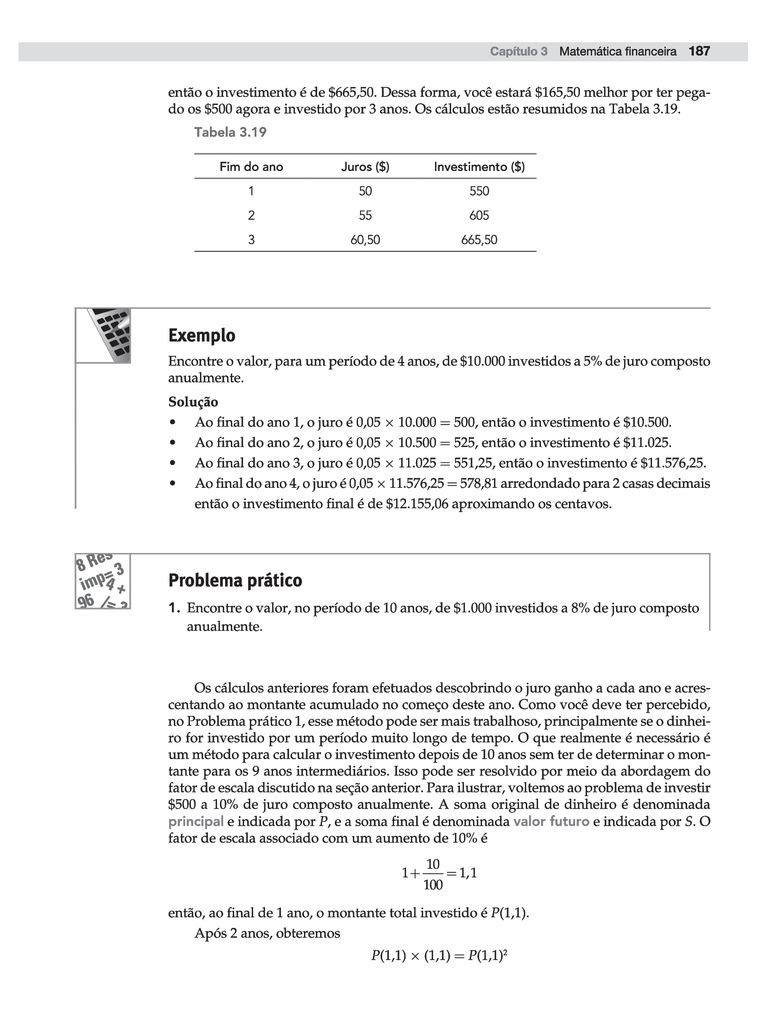 Capítulo 3 Matemática financeira 187
então o investimento é de $665,50. Dessa forma, você estará $165,50 melhor por ter pega-
do os $500 agora e investido por 3 anos. Os cálculos estão resumidos na Tabela 3.19.
Tabela 3.19
Fim do ano Juros ($) Investimento ($)
1 50 550
2 55 605
3 60,50 665,50
Exemplo
Encontre o valor, para um período de 4 anos, de $10.000 investidos a 5% de juro composto
anualmente.
Solução
• Ao final do ano 1, o juro é 0,05 × 10.000 = 500, então o investimento é $10.500.
• Ao final do ano 2, o juro é 0,05 × 10.500 = 525, então o investimento é $11.025.
• Ao final do ano 3, o juro é 0,05 × 11.025 = 551,25, então o investimento é $11.576,25.
• Ao final do ano 4, o juro é 0,05 × 11.576,25 = 578,81 arredondado para 2 casas decimais
então o investimento final é de $12.155,06 aproximando os centavos.
8 Res
imp= 3
4 +
96 /= 2
Problema prático
1. Encontre o valor, no período de 10 anos, de $1.000 investidos a 8% de juro composto
anualmente.
Os cálculos anteriores foram efetuados descobrindo o juro ganho a cada ano e acres-
centando ao montante acumulado no começo deste ano. Como você deve ter percebido,
no Problema prático 1, esse método pode ser mais trabalhoso, principalmente se o dinhei-
ro for investido por um período muito longo de tempo. O que realmente é necessário é
um método para calcular o investimento depois de 10 anos sem ter de determinar o mon-
tante para os 9 anos intermediários. Isso pode ser resolvido por meio da abordagem do
fator de escala discutido na seção anterior. Para ilustrar, voltemos ao problema de investir
$500 a 10% de juro composto anualmente. A soma original de dinheiro é denominada
principal e indicada por P, e a soma final é denominada valor futuro e indicada por S. O
fator de escala associado com um aumento de 10% é
1 + 10/100 = 1,1
então, ao final de 1 ano, o montante total investido é P(1,1).
Após 2 anos, obteremos
P(1,1) × (1,1) = P(1,1)²